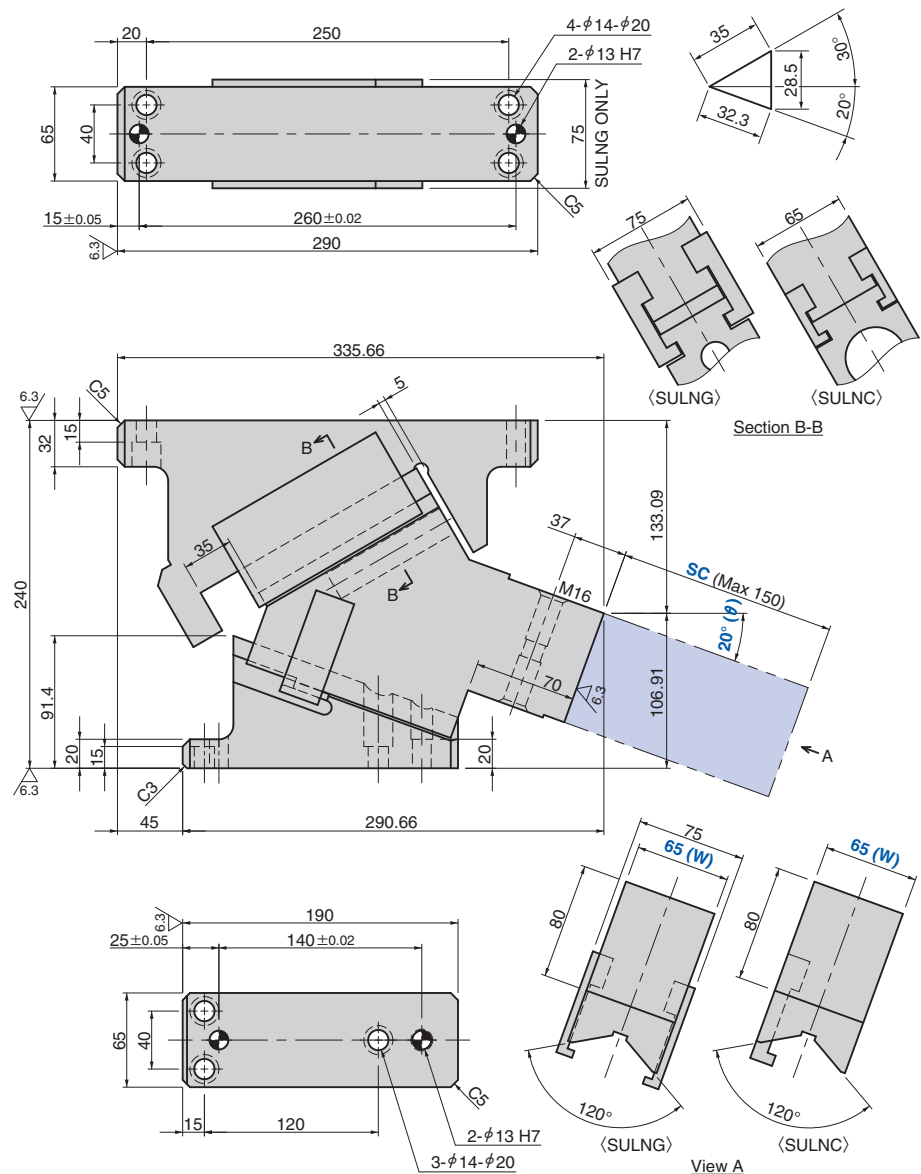 20
250
4-φ14-φ20
2-φ13 H7
65
40
75
SULNG ONLY
15±0.05
260±0.02
C5
6.3
290
35
30°
28.5
20°
32.3
75
65
〈SULNG〉
〈SULNC〉
Section B-B
335.66
5
6.3
C5
15
32
B
35
B
240
91.4
20
15
6.3
C3
45
290.66
20
37
M16
SC (Max 150)
133.09
20° (θ)
106.91
70
6.3
A
75
65 (W)
80
120°
〈SULNG〉
65 (W)
80
120°
〈SULNC〉
View A
6.3
190
25±0.05
140±0.02
65
40
C5
15
120
2-φ13 H7
3-φ14-φ20